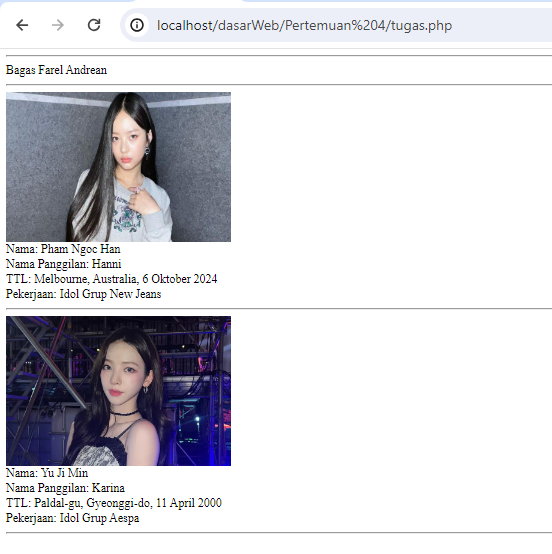 localhost/dasarWeb/Pertemuan%204/tugas.php
Bagas Farel Andrean
Nama: Pham Ngoc Han
Nama Panggilan: Hanni
TTL: Melbourne, Australia, 6 Oktober 2024
Pekerjaan: Idol Grup New Jeans
Nama: Yu Ji Min
Nama Panggilan: Karina
TTL: Paldal-gu, Gyeonggi-do, 11 April 2000
Pekerjaan: Idol Grup Aespa